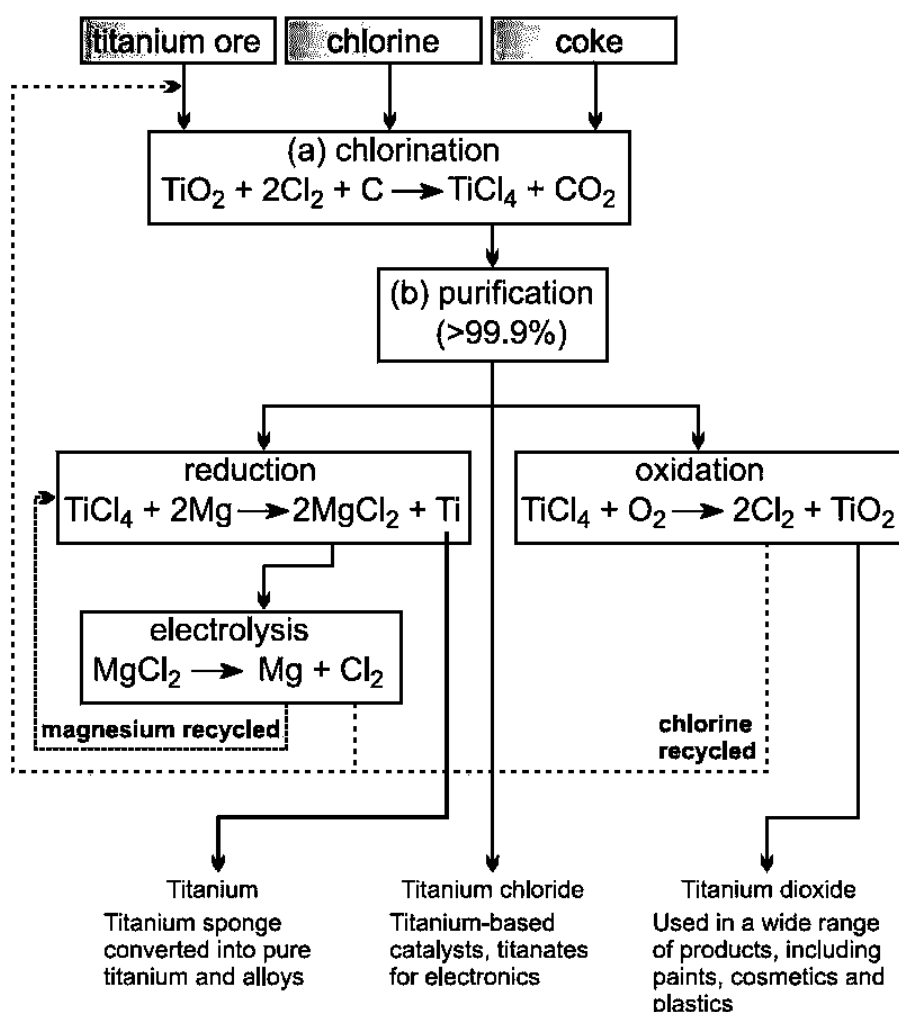 titanium ore
chlorine
coke
(a) chlorination
TiO₂ + 2Cl₂ + C → TiCl₄ + CO₂
(b) purification
(>99.9%)
reduction
TiCl₄ + 2Mg → 2MgCl₂ + Ti
oxidation
TiCl₄ + O₂ → 2Cl₂ + TiO₂
electrolysis
MgCl₂ → Mg + Cl₂
magnesium recycled
chlorine
recycled
Titanium
Titanium sponge
converted into pure
titanium and alloys
Titanium chloride
Titanium-based
catalysts, titanates
for electronics
Titanium dioxide
Used in a wide range
of products, including
paints, cosmetics and
plastics